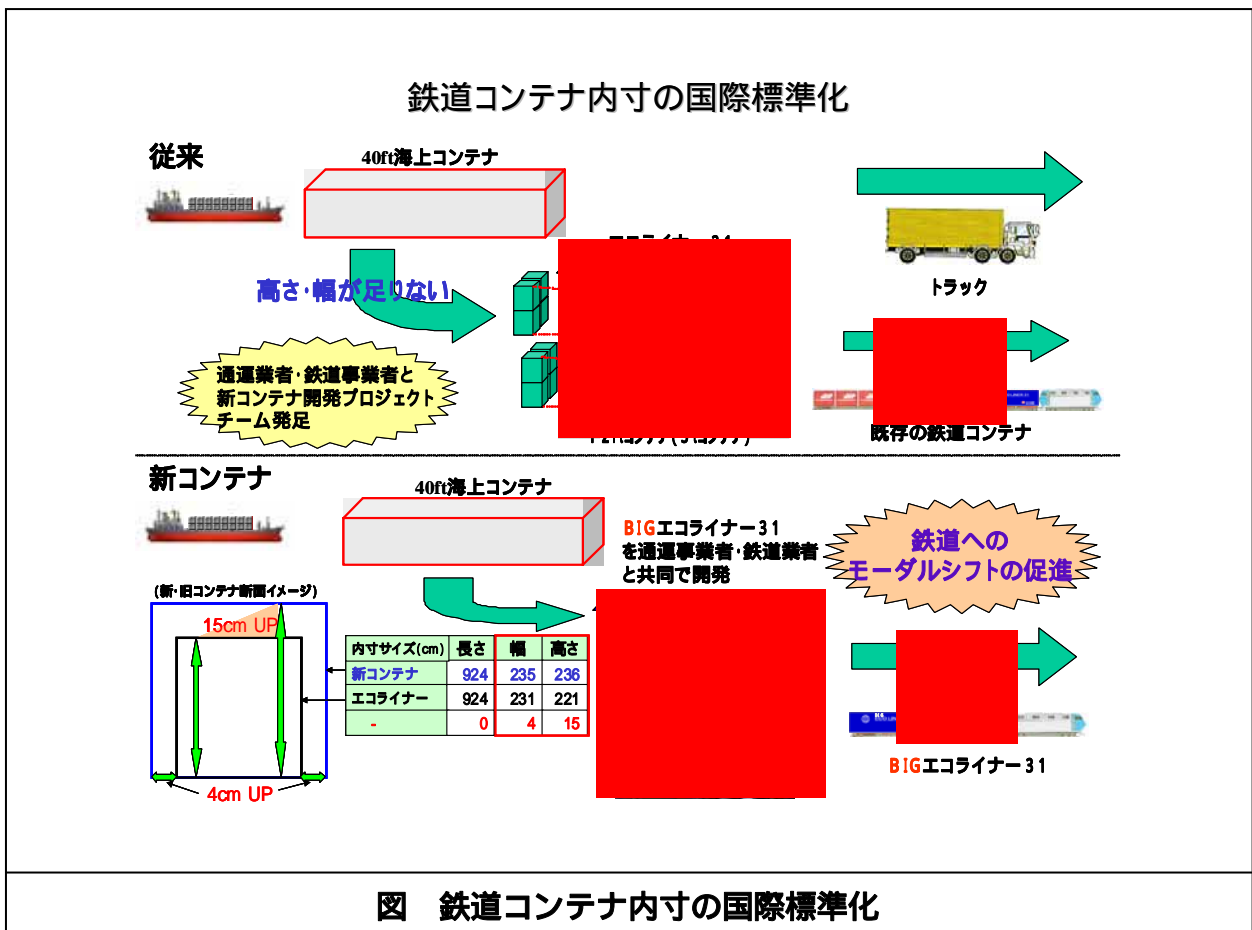 鉄道コンテナ内寸の国際標準化
従来
40ft海上コンテナ
高さ・幅が足りない
トラック
通運業者・鉄道事業者と
新コンテナ開発プロジェクト
チーム発足
既存の鉄道コンテナ
新コンテナ
40ft海上コンテナ
BIGエコライナー31
を通運事業者・鉄道業者
と共同で開発
鉄道への
モーダルシフトの促進
(新・旧コンテナ断面イメージ)
15cm UP
内寸サイズ(cm) 長さ 幅 高さ
新コンテナ 924 235 236
エコライナー 924 231 221
- 0 4 15
4cm UP
BIGエコライナー31
図 鉄道コンテナ内寸の国際標準化